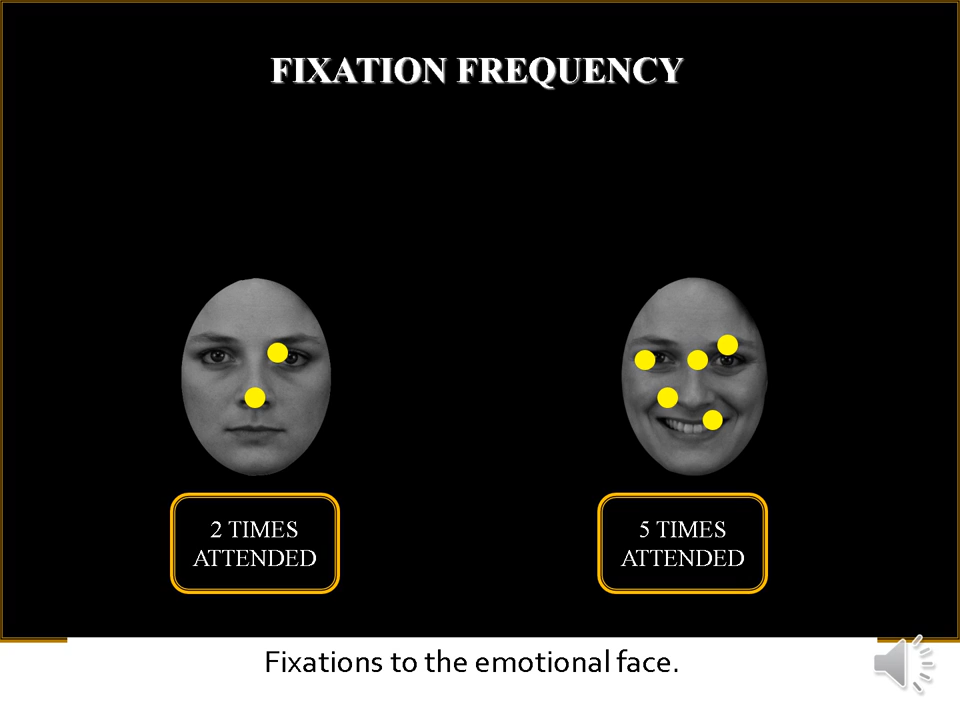 FIXATION FREQUENCY
2 TIMES
ATTENDED
5 TIMES
ATTENDED
Fixations to the emotional face.